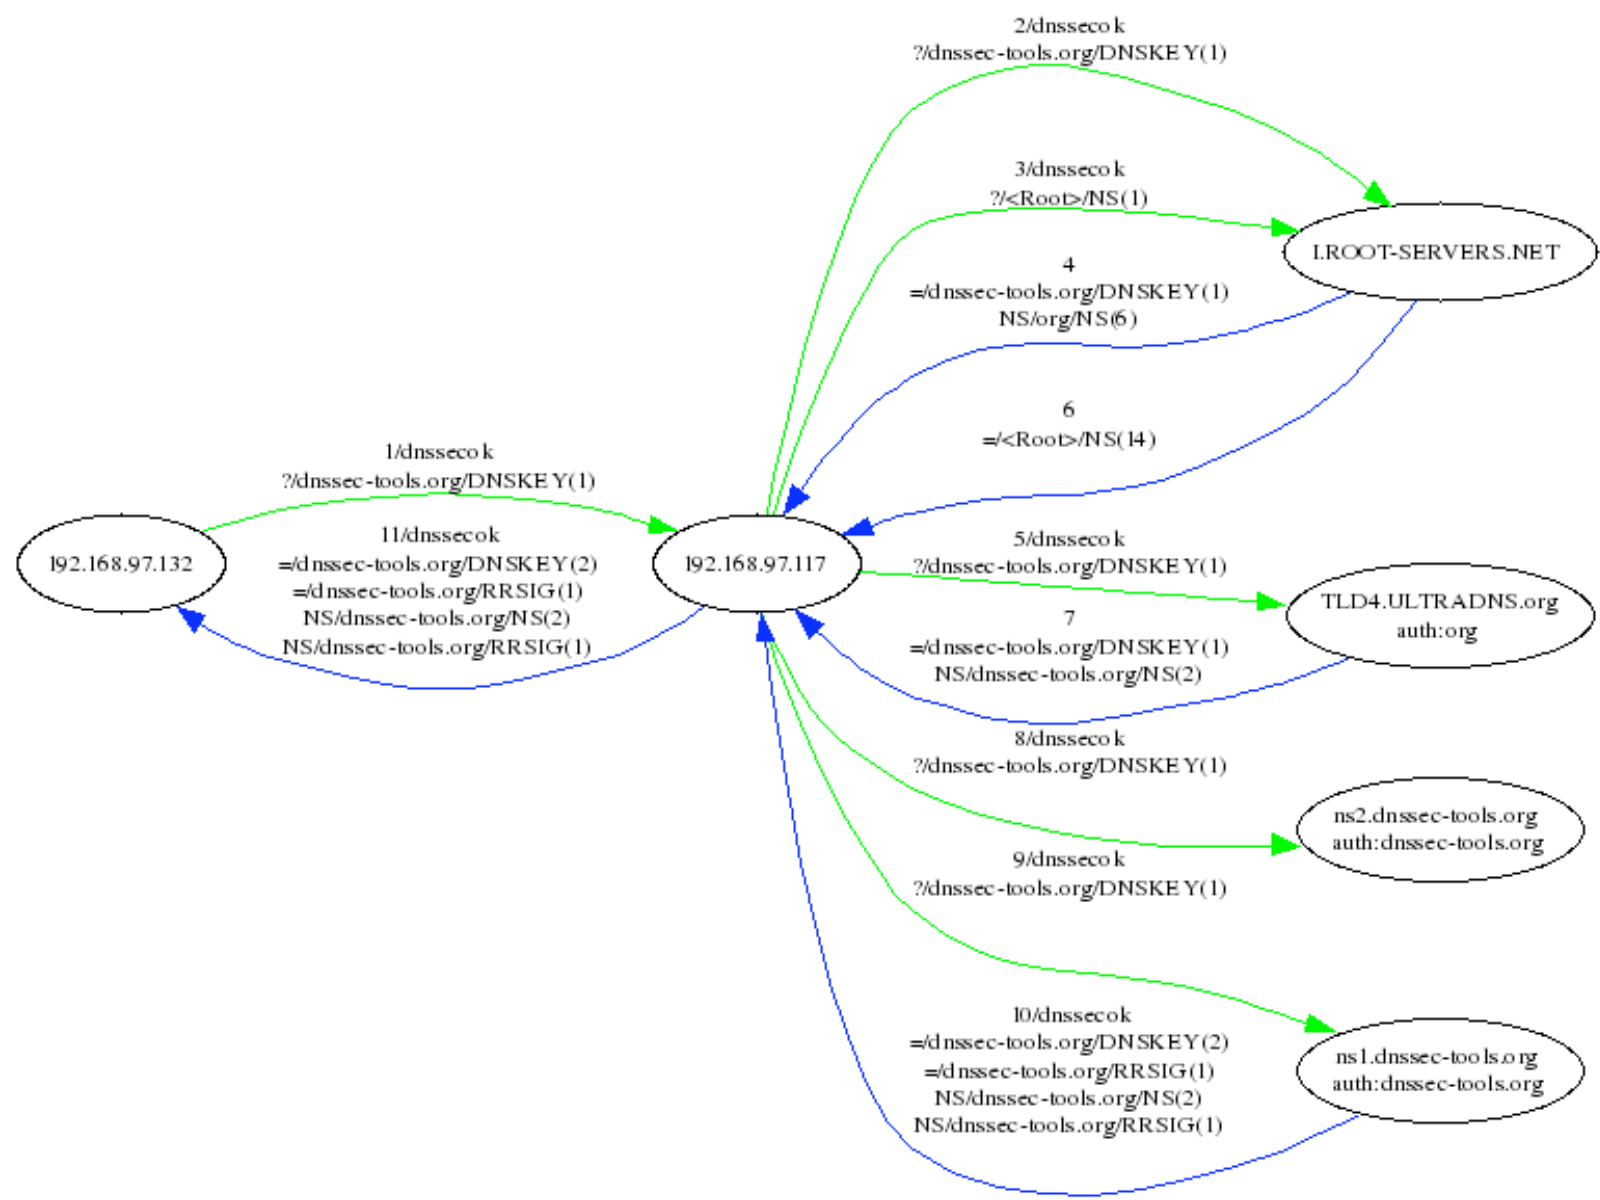 2/dnssecok
?/dnssec-tools.org/DNSKEY(1)
3/dnssecok
?/<Root>/NS(1)
I.ROOT-SERVERS.NET
4
=/dnssec-tools.org/DNSKEY(1)
NS/org/NS(6)
6
=/<Root>/NS(14)
1/dnssecok
?/dnssec-tools.org/DNSKEY(1)
192.168.97.132
11/dnssecok
=/dnssec-tools.org/DNSKEY(2)
=/dnssec-tools.org/RRSIG(1)
NS/dnssec-tools.org/NS(2)
NS/dnssec-tools.org/RRSIG(1)
192.168.97.117
5/dnssecok
?/dnssec-tools.org/DNSKEY(1)
TLD4.ULTRADNS.org
auth:org
7
=/dnssec-tools.org/DNSKEY(1)
NS/dnssec-tools.org/NS(2)
8/dnssecok
?/dnssec-tools.org/DNSKEY(1)
ns2.dnssec-tools.org
auth:dnssec-tools.org
9/dnssecok
?/dnssec-tools.org/DNSKEY(1)
10/dnssecok
=/dnssec-tools.org/DNSKEY(2)
=/dnssec-tools.org/RRSIG(1)
NS/dnssec-tools.org/NS(2)
NS/dnssec-tools.org/RRSIG(1)
ns1.dnssec-tools.org
auth:dnssec-tools.org